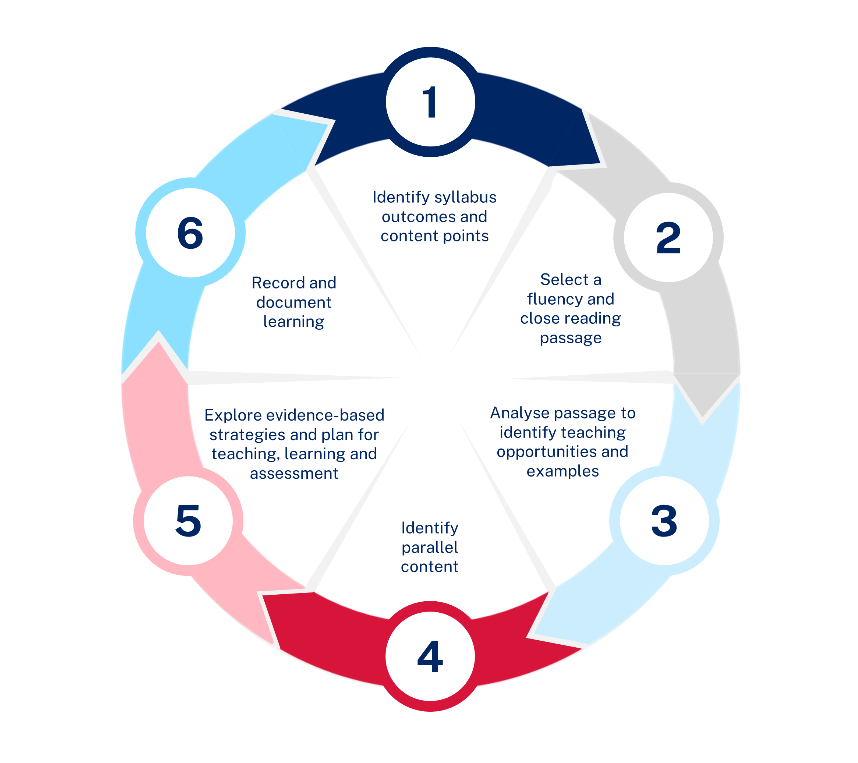 1
Identify syllabus
outcomes and
content points
2
Select a
fluency and
close reading
passage
3
Analyse passage to
identify teaching
opportunities and
examples
4
Identify
parallel
content
5
Explore evidence-based
strategies and plan for
teaching, learning and
assessment
6
Record and
document
learning